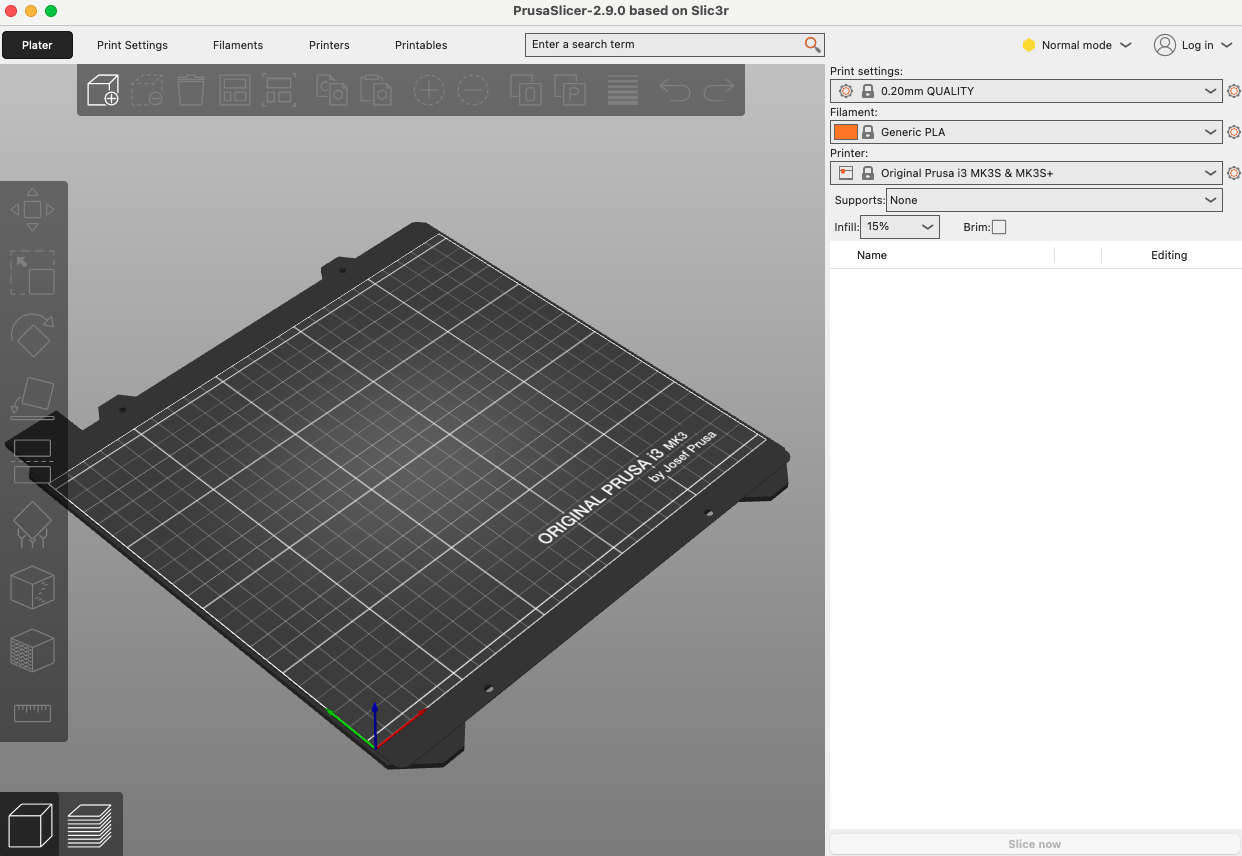 PrusaSlicer-2.9.0 based on Slic3r
Plater
Print Settings
Filaments
Printers
Printables
Enter a search term
Normal mode
Log in
Print settings:
0.20mm QUALITY
Filament:
Generic PLA
Printer:
Original Prusa i3 MK3S & MK3S+
Supports: None
Infill: 15%
Brim:
Name
Editing
ORIGINAL PRUSA i3 MK3
by Josef Prusa
Slice now